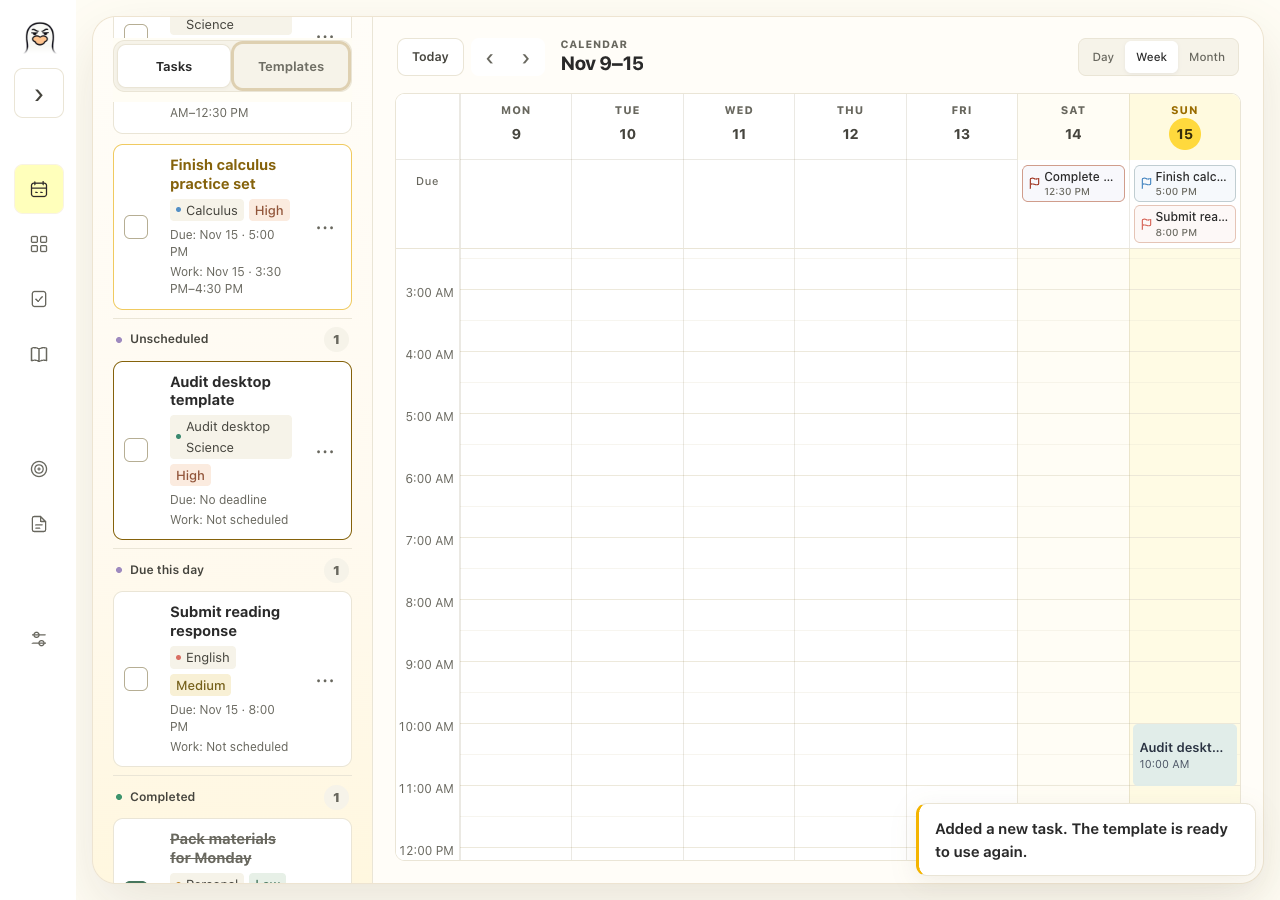 Science
Tasks
Templates
AM–12:30 PM
Finish calculus
practice set
Calculus
High
Due: Nov 15 · 5:00
PM
Work: Nov 15 · 3:30
PM–4:30 PM
Unscheduled
1
Audit desktop
template
Audit desktop
Science
High
Due: No deadline
Work: Not scheduled
Due this day
1
Submit reading
response
English
Medium
Due: Nov 15 · 8:00
PM
Work: Not scheduled
Completed
1
Pack materials
for Monday
Personal
Low
Today
CALENDAR
Nov 9–15
Day
Week
Month
MON
9
TUE
10
WED
11
THU
12
FRI
13
SAT
14
SUN
15
Due
Complete ...
12:30 PM
Finish calc...
5:00 PM
Submit rea...
8:00 PM
3:00 AM
4:00 AM
5:00 AM
6:00 AM
7:00 AM
8:00 AM
9:00 AM
10:00 AM
11:00 AM
12:00 PM
Audit deskt...
10:00 AM
Added a new task. The template is ready
to use again.